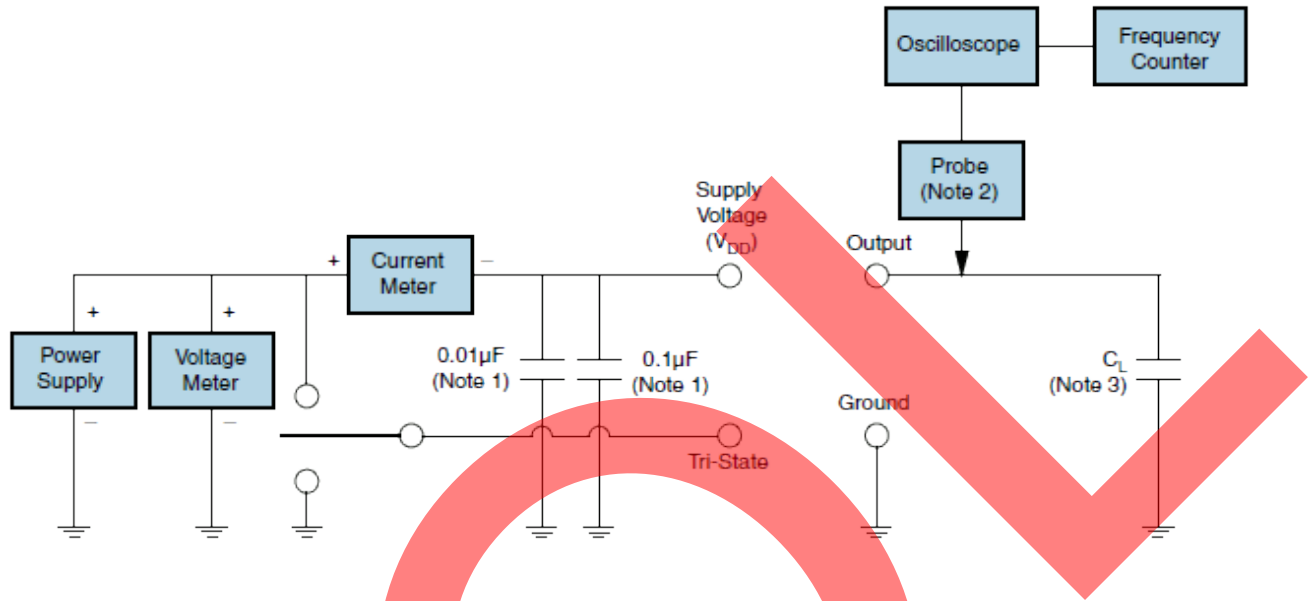 Oscilloscope
Frequency
Counter
Probe
(Note 2)
Supply
Voltage
(VDD)
Output
+
Current
Meter
–
+
Power
Supply
–
+
Voltage
Meter
–
0.01µF
(Note 1)
0.1µF
(Note 1)
CL
(Note 3)
Ground
Tri-State